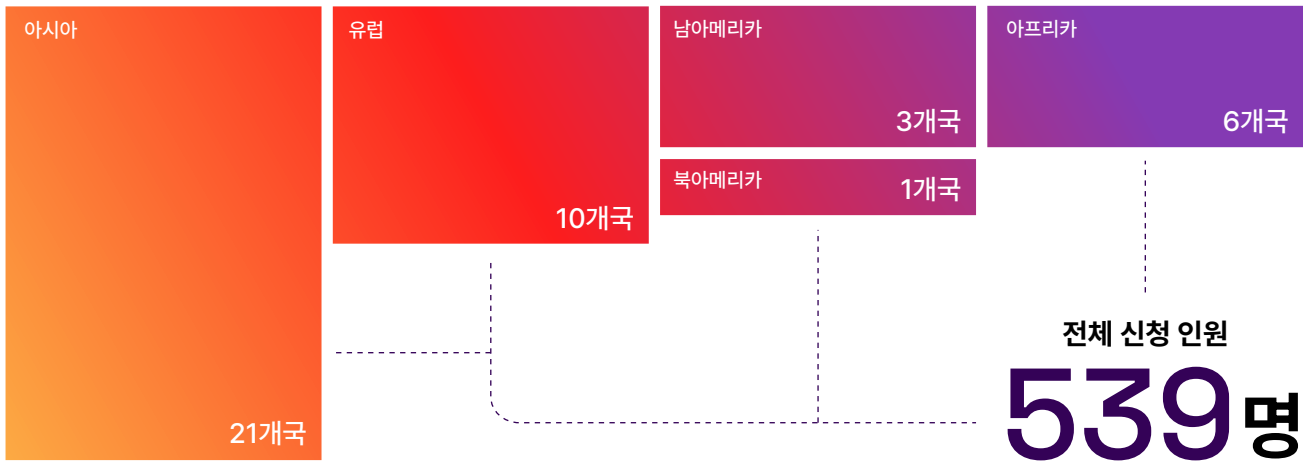 아시아
21개국
유럽
10개국
남아메리카
3개국
북아메리카
1개국
아프리카
6개국
전체 신청 인원
539명